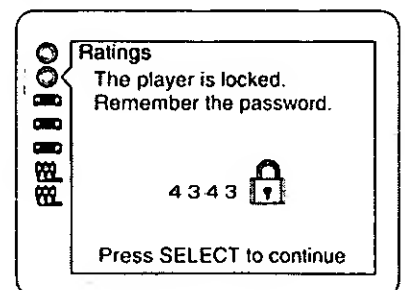 Ratings
The player is locked.
Remember the password.
4343
Press SELECT to continue